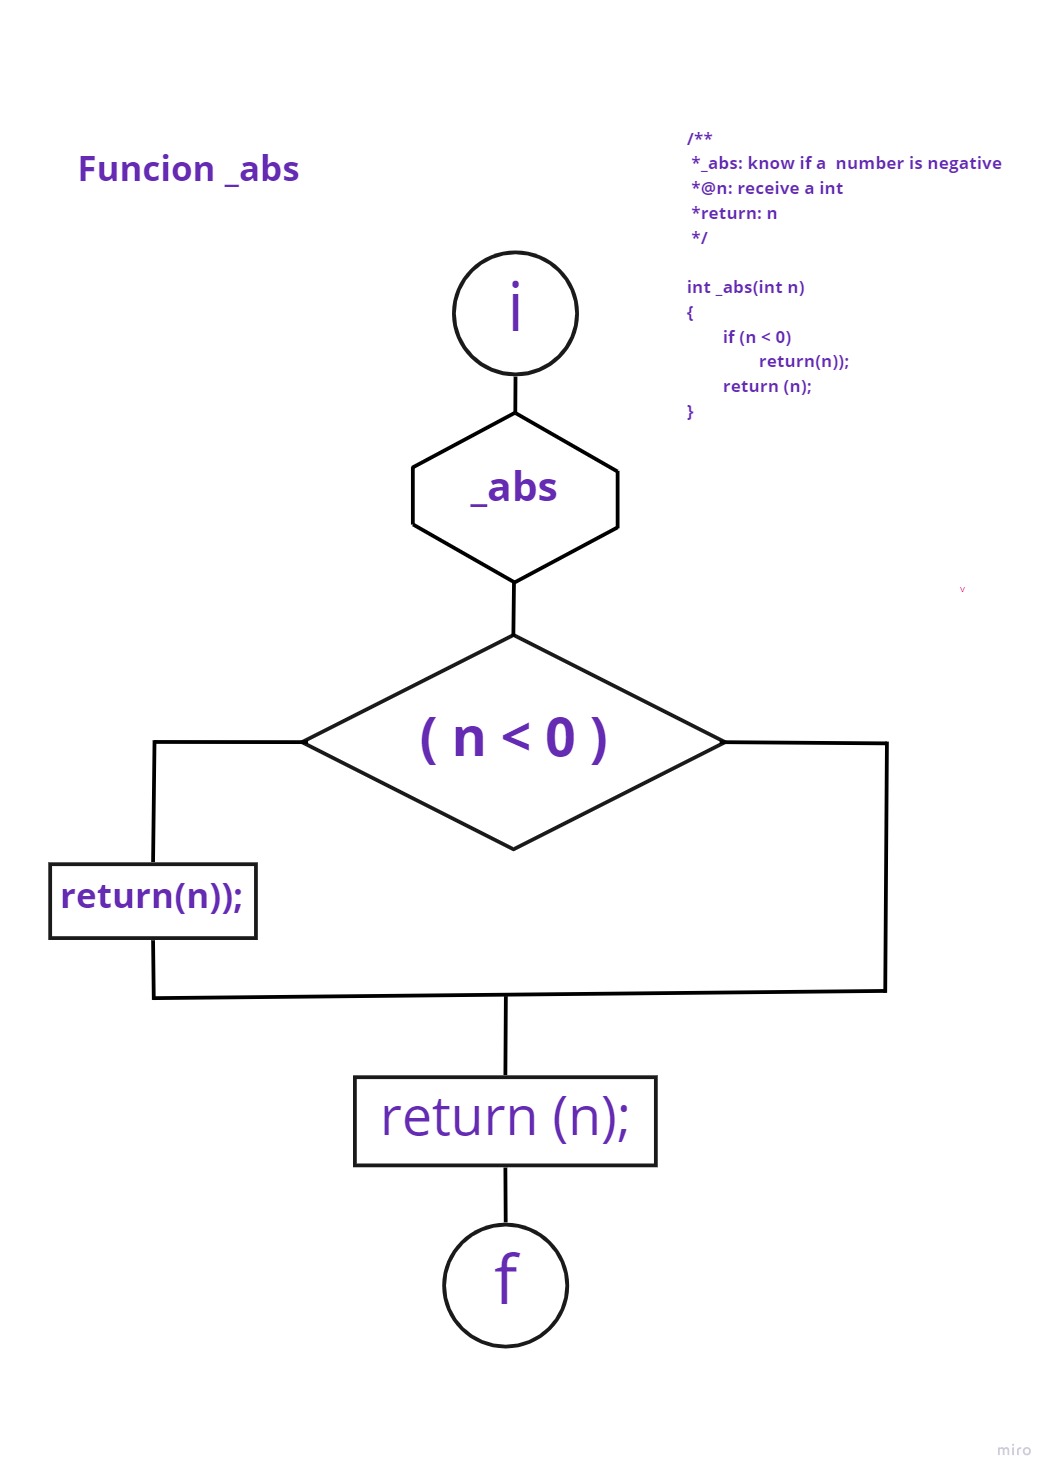 Funcion _abs
/**
*_abs: know if a  number is negative
*@n: receive a int
*return: n
*/
int _abs(int n)
{
if (n < 0)
return(n));
return (n);
}
i
_abs
v
( n < 0 )
return(n));
return (n);
f
miro